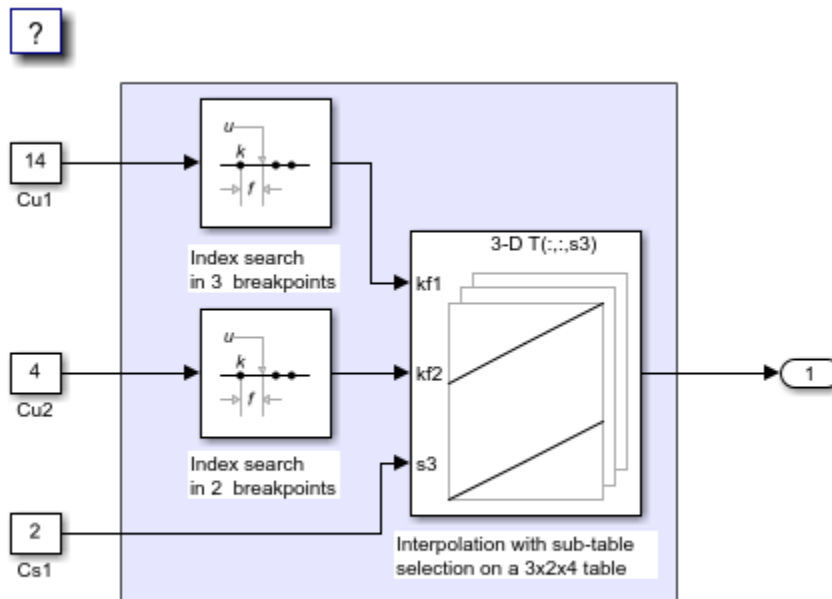 ?
14
Cu1
u
k
f
Index search
in 3 breakpoints
3-D T(:,:,s3)
kf1
kf2
s3
4
Cu2
u
k
f
Index search
in 2 breakpoints
2
Cs1
Interpolation with sub-table
selection on a 3x2x4 table
1